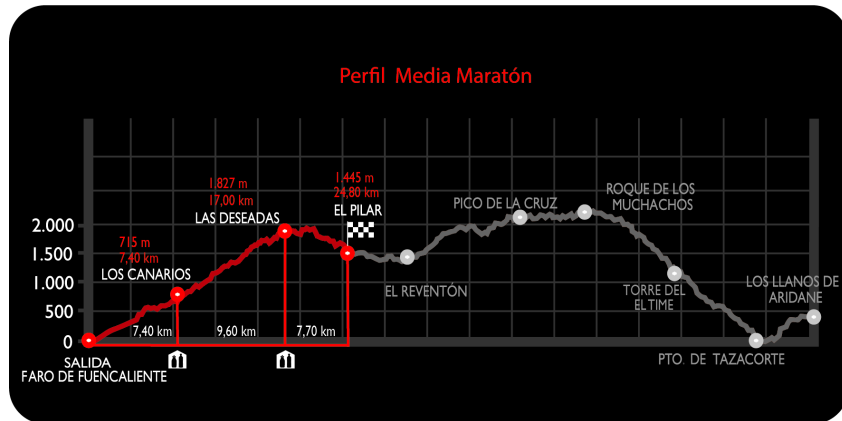 Perfil Media Maratón
1.445 m
24,80 km
EL PILAR
1.827 m
17,00 km
LAS DESEADAS
PICO DE LA CRUZ
ROQUE DE LOS
MUCHACHOS
715 m
7,40 km
LOS CANARIOS
EL REVENTÓN
TORRE DEL
EL TIME
LOS LLANOS DE
ARIDANE
2.000
1.500
1.000
500
0
7,40 km
9,60 km
7,70 km
SALIDA
FARO DE FUENCALIENTE
PTO. DE TAZACORTE